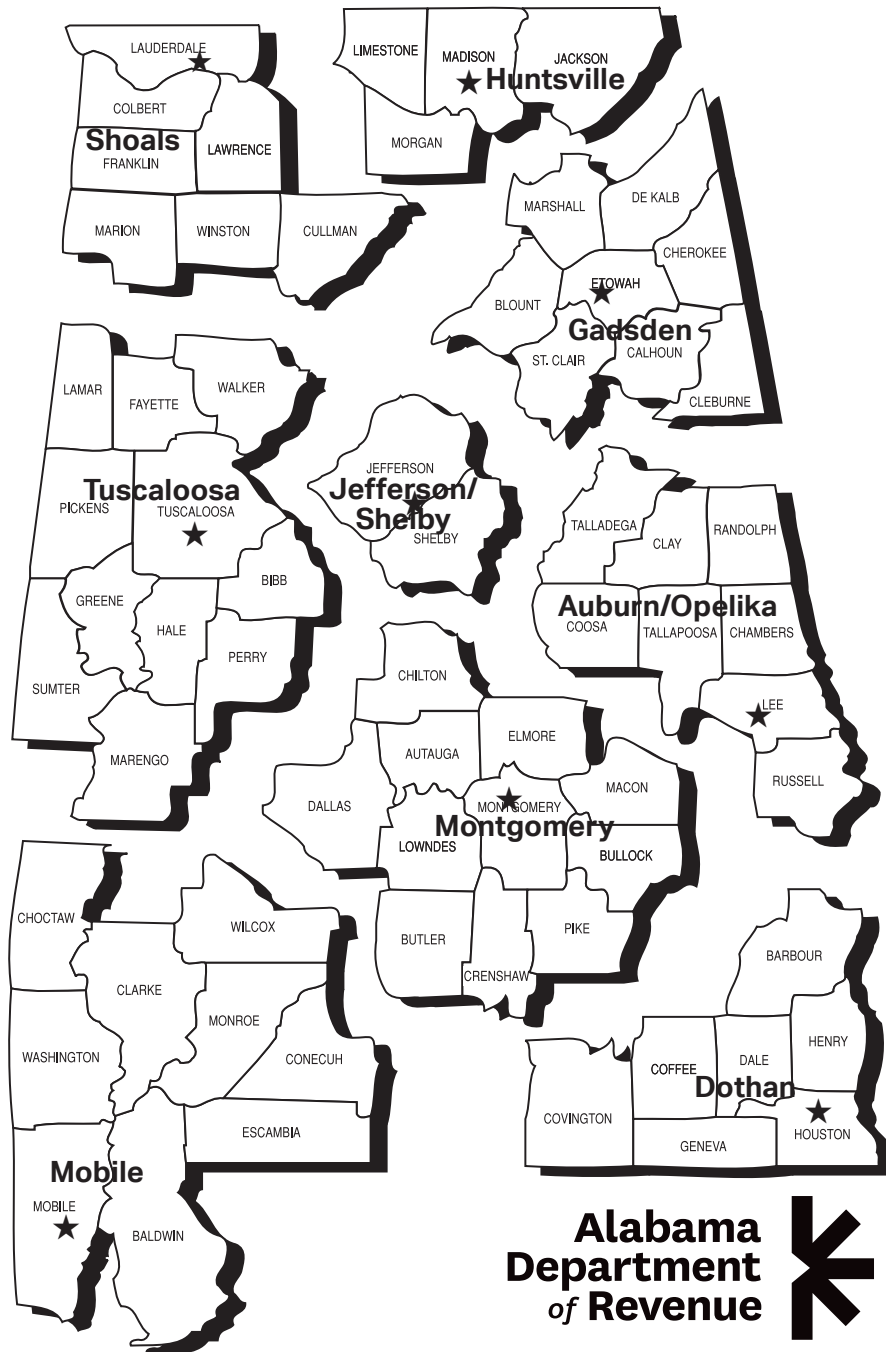 LAUDERDALE
COLBERT
Shoals
FRANKLIN
LAWRENCE
MARION
WINSTON
CULLMAN
LIMESTONE
MADISON
JACKSON
Huntsville
MORGAN
MARSHALL
DE KALB
CHEROKEE
ETOWAH
BLOUNT
Gadsden
ST. CLAIR
CALHOUN
CLEBURNE
LAMAR
FAYETTE
WALKER
Tuscaloosa
PICKENS
TUSCALOOSA
BIBB
GREENE
HALE
PERRY
SUMTER
MARENGO
JEFFERSON
Jefferson/
Shelby
SHELBY
TALLADEGA
CLAY
RANDOLPH
Auburn/Opelika
COOSA
TALLAPOOSA
CHAMBERS
LEE
RUSSELL
CHILTON
AUTAUGA
ELMORE
DALLAS
MONTGOMERY
MACON
Montgomery
LOWNDES
BULLOCK
BUTLER
CRENSHAW
PIKE
CHOCTAW
WILCOX
CLARKE
MONROE
WASHINGTON
CONECUH
ESCAMBIA
Mobile
MOBILE
BALDWIN
BARBOUR
HENRY
COFFEE
DALE
Dothan
COVINGTON
GENEVA
HOUSTON
Alabama
Department
of Revenue